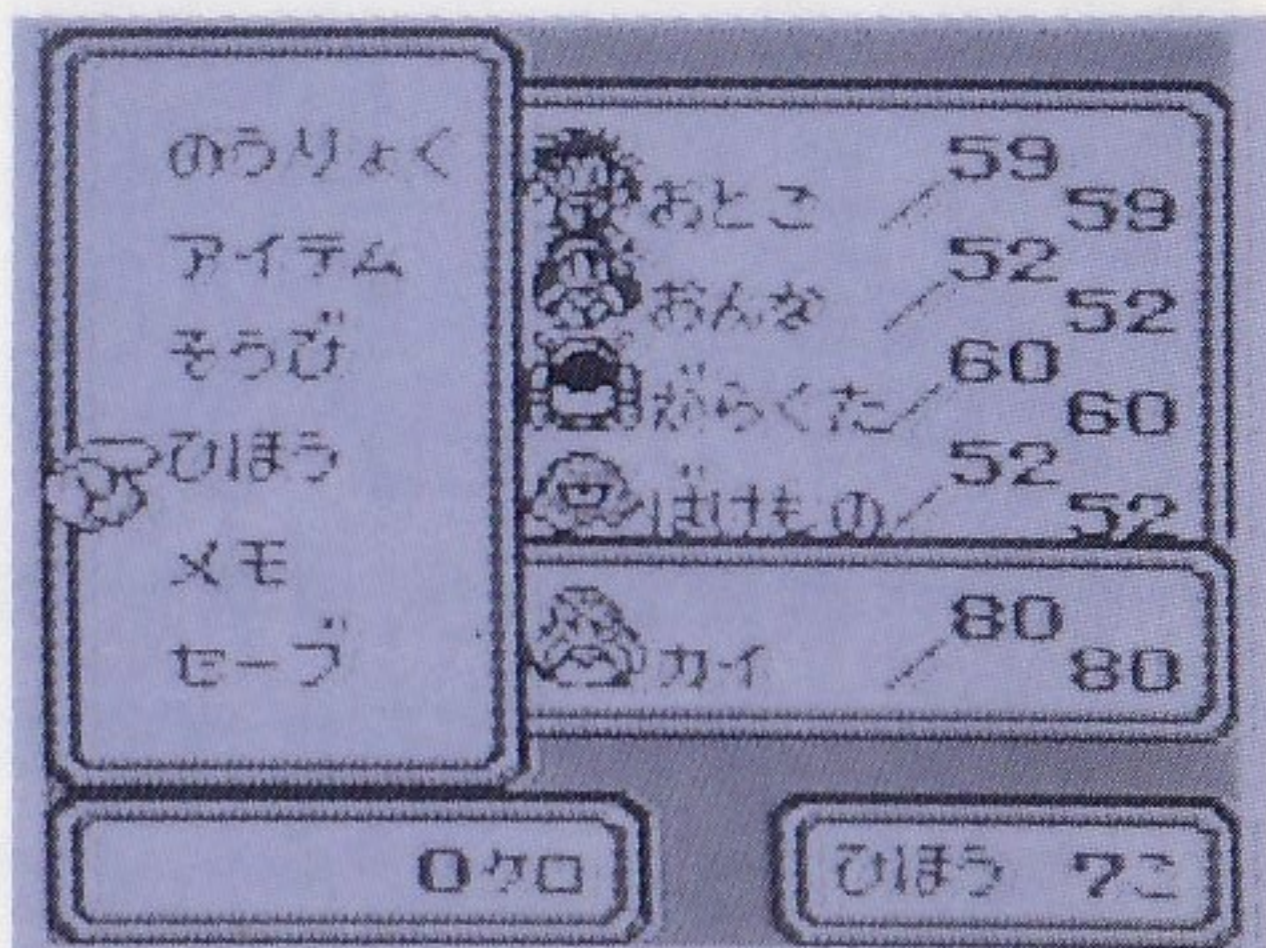 のうりょく
アイテム
そうび
ひほう
メモ
セーブ
おとこ 59/59
おんな 52/52
がらくた 60/60
ばけもの 52/52
カイ 80/80
0ケロ
ひほう 7こ